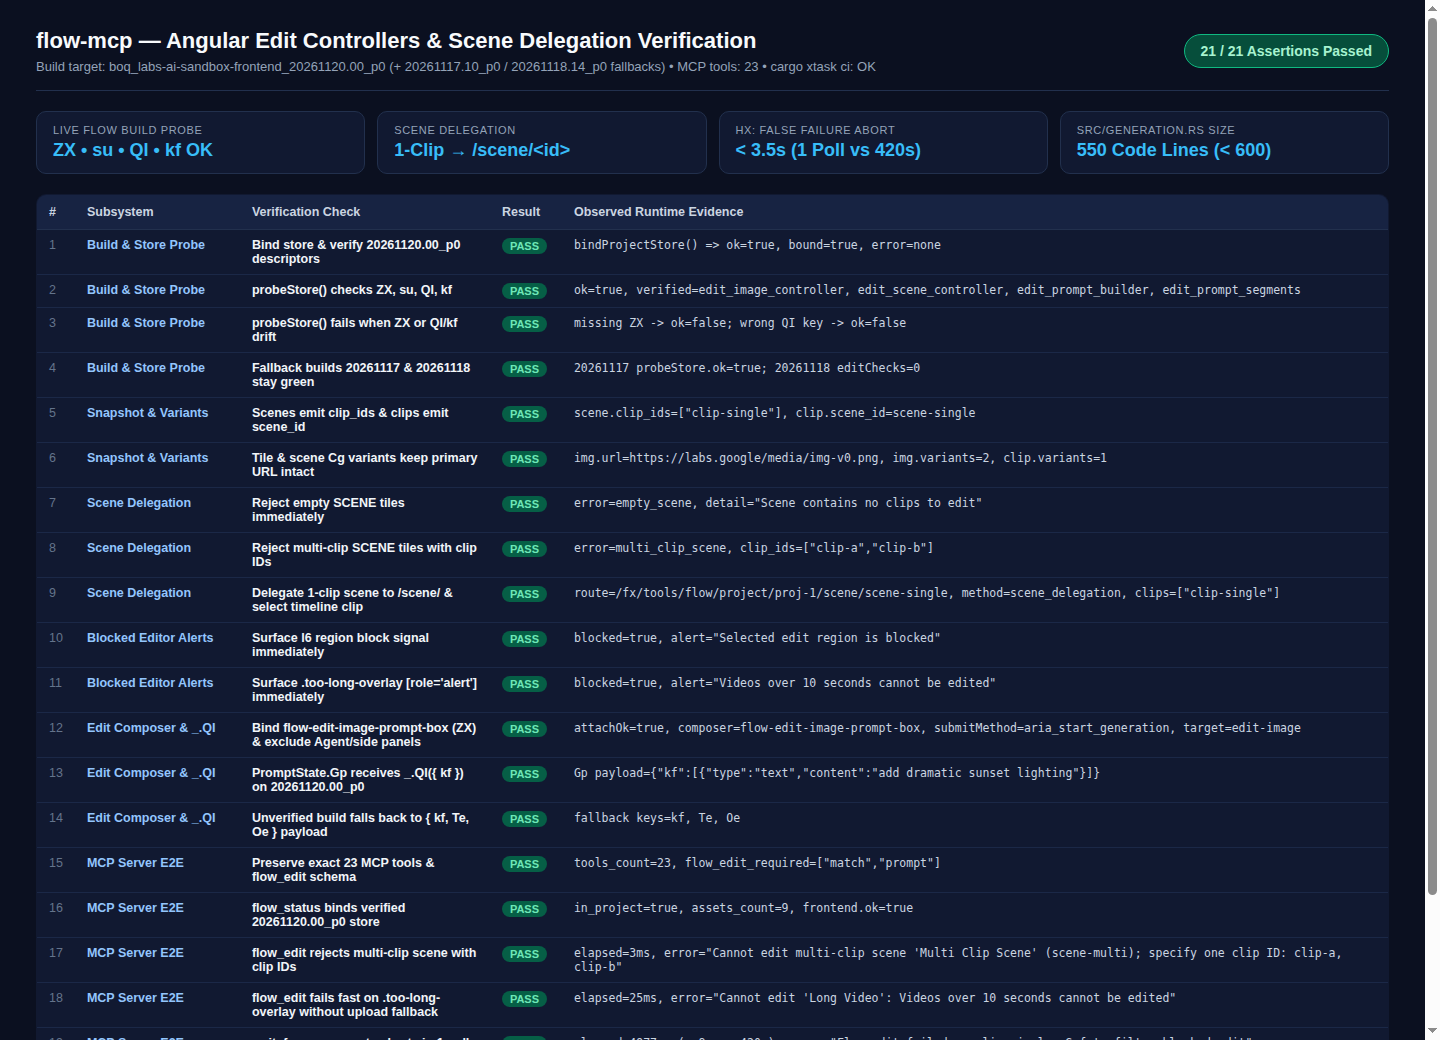 flow-mcp — Angular Edit Controllers & Scene Delegation Verification
Build target: boq_labs-ai-sandbox-frontend_20261120.00_p0 (+ 20261117.10_p0 / 20261118.14_p0 fallbacks) • MCP tools: 23 • cargo xtask ci: OK
21 / 21 Assertions Passed
LIVE FLOW BUILD PROBE
ZX • su • QI • kf OK
SCENE DELEGATION
1-Clip → /scene/<id>
HX: FALSE FAILURE ABORT
< 3.5s (1 Poll vs 420s)
SRC/GENERATION.RS SIZE
550 Code Lines (< 600)
# Subsystem Verification Check Result Observed Runtime Evidence
1 Build & Store Probe Bind store & verify 20261120.00_p0 PASS bindProjectStore() => ok=true, bound=true, error=none
descriptors
2 Build & Store Probe probeStore() checks ZX, su, QI, kf PASS ok=true, verified=edit_image_controller, edit_scene_controller, edit_prompt_builder, edit_prompt_segments
3 Build & Store Probe probeStore() fails when ZX or QI/kf PASS missing ZX -> ok=false; wrong QI key -> ok=false
drift
4 Build & Store Probe Fallback builds 20261117 & 20261118 PASS 20261117 probeStore.ok=true; 20261118 editChecks=0
stay green
5 Snapshot & Variants Scenes emit clip_ids & clips emit PASS scene.clip_ids=["clip-single"], clip.scene_id=scene-single
scene_id
6 Snapshot & Variants Tile & scene Cg variants keep primary PASS img.url=https://labs.google/media/img-v0.png, img.variants=2, clip.variants=1
URL intact
7 Scene Delegation Reject empty SCENE tiles PASS error=empty_scene, detail="Scene contains no clips to edit"
immediately
8 Scene Delegation Reject multi-clip SCENE tiles with clip PASS error=multi_clip_scene, clip_ids=["clip-a","clip-b"]
IDs
9 Scene Delegation Delegate 1-clip scene to /scene/ & PASS route=/fx/tools/flow/project/proj-1/scene/scene-single, method=scene_delegation, clips=["clip-single"]
select timeline clip
10 Blocked Editor Alerts Surface I6 region block signal PASS blocked=true, alert="Selected edit region is blocked"
immediately
11 Blocked Editor Alerts Surface .too-long-overlay [role='alert'] PASS blocked=true, alert="Videos over 10 seconds cannot be edited"
immediately
12 Edit Composer & _.QI Bind flow-edit-image-prompt-box (ZX) PASS attachOk=true, composer=flow-edit-image-prompt-box, submitMethod=aria_start_generation, target=edit-image
& exclude Agent/side panels
13 Edit Composer & _.QI PromptState.Gp receives _.QI({ kf }) PASS Gp payload={"kf":[{"type":"text","content":"add dramatic sunset lighting"}]}
on 20261120.00_p0
14 Edit Composer & _.QI Unverified build falls back to { kf, Te, PASS fallback keys=kf, Te, Oe
Oe } payload
15 MCP Server E2E Preserve exact 23 MCP tools & PASS tools_count=23, flow_edit_required=["match","prompt"]
flow_edit schema
16 MCP Server E2E flow_status binds verified PASS in_project=true, assets_count=9, frontend.ok=true
20261120.00_p0 store
17 MCP Server E2E flow_edit rejects multi-clip scene with PASS elapsed=3ms, error="Cannot edit multi-clip scene 'Multi Clip Scene' (scene-multi); specify one clip ID: clip-a,
clip IDs clip-b"
18 MCP Server E2E flow_edit fails fast on .too-long- PASS elapsed=25ms, error="Cannot edit 'Long Video': Videos over 10 seconds cannot be edited"
overlay without upload fallback